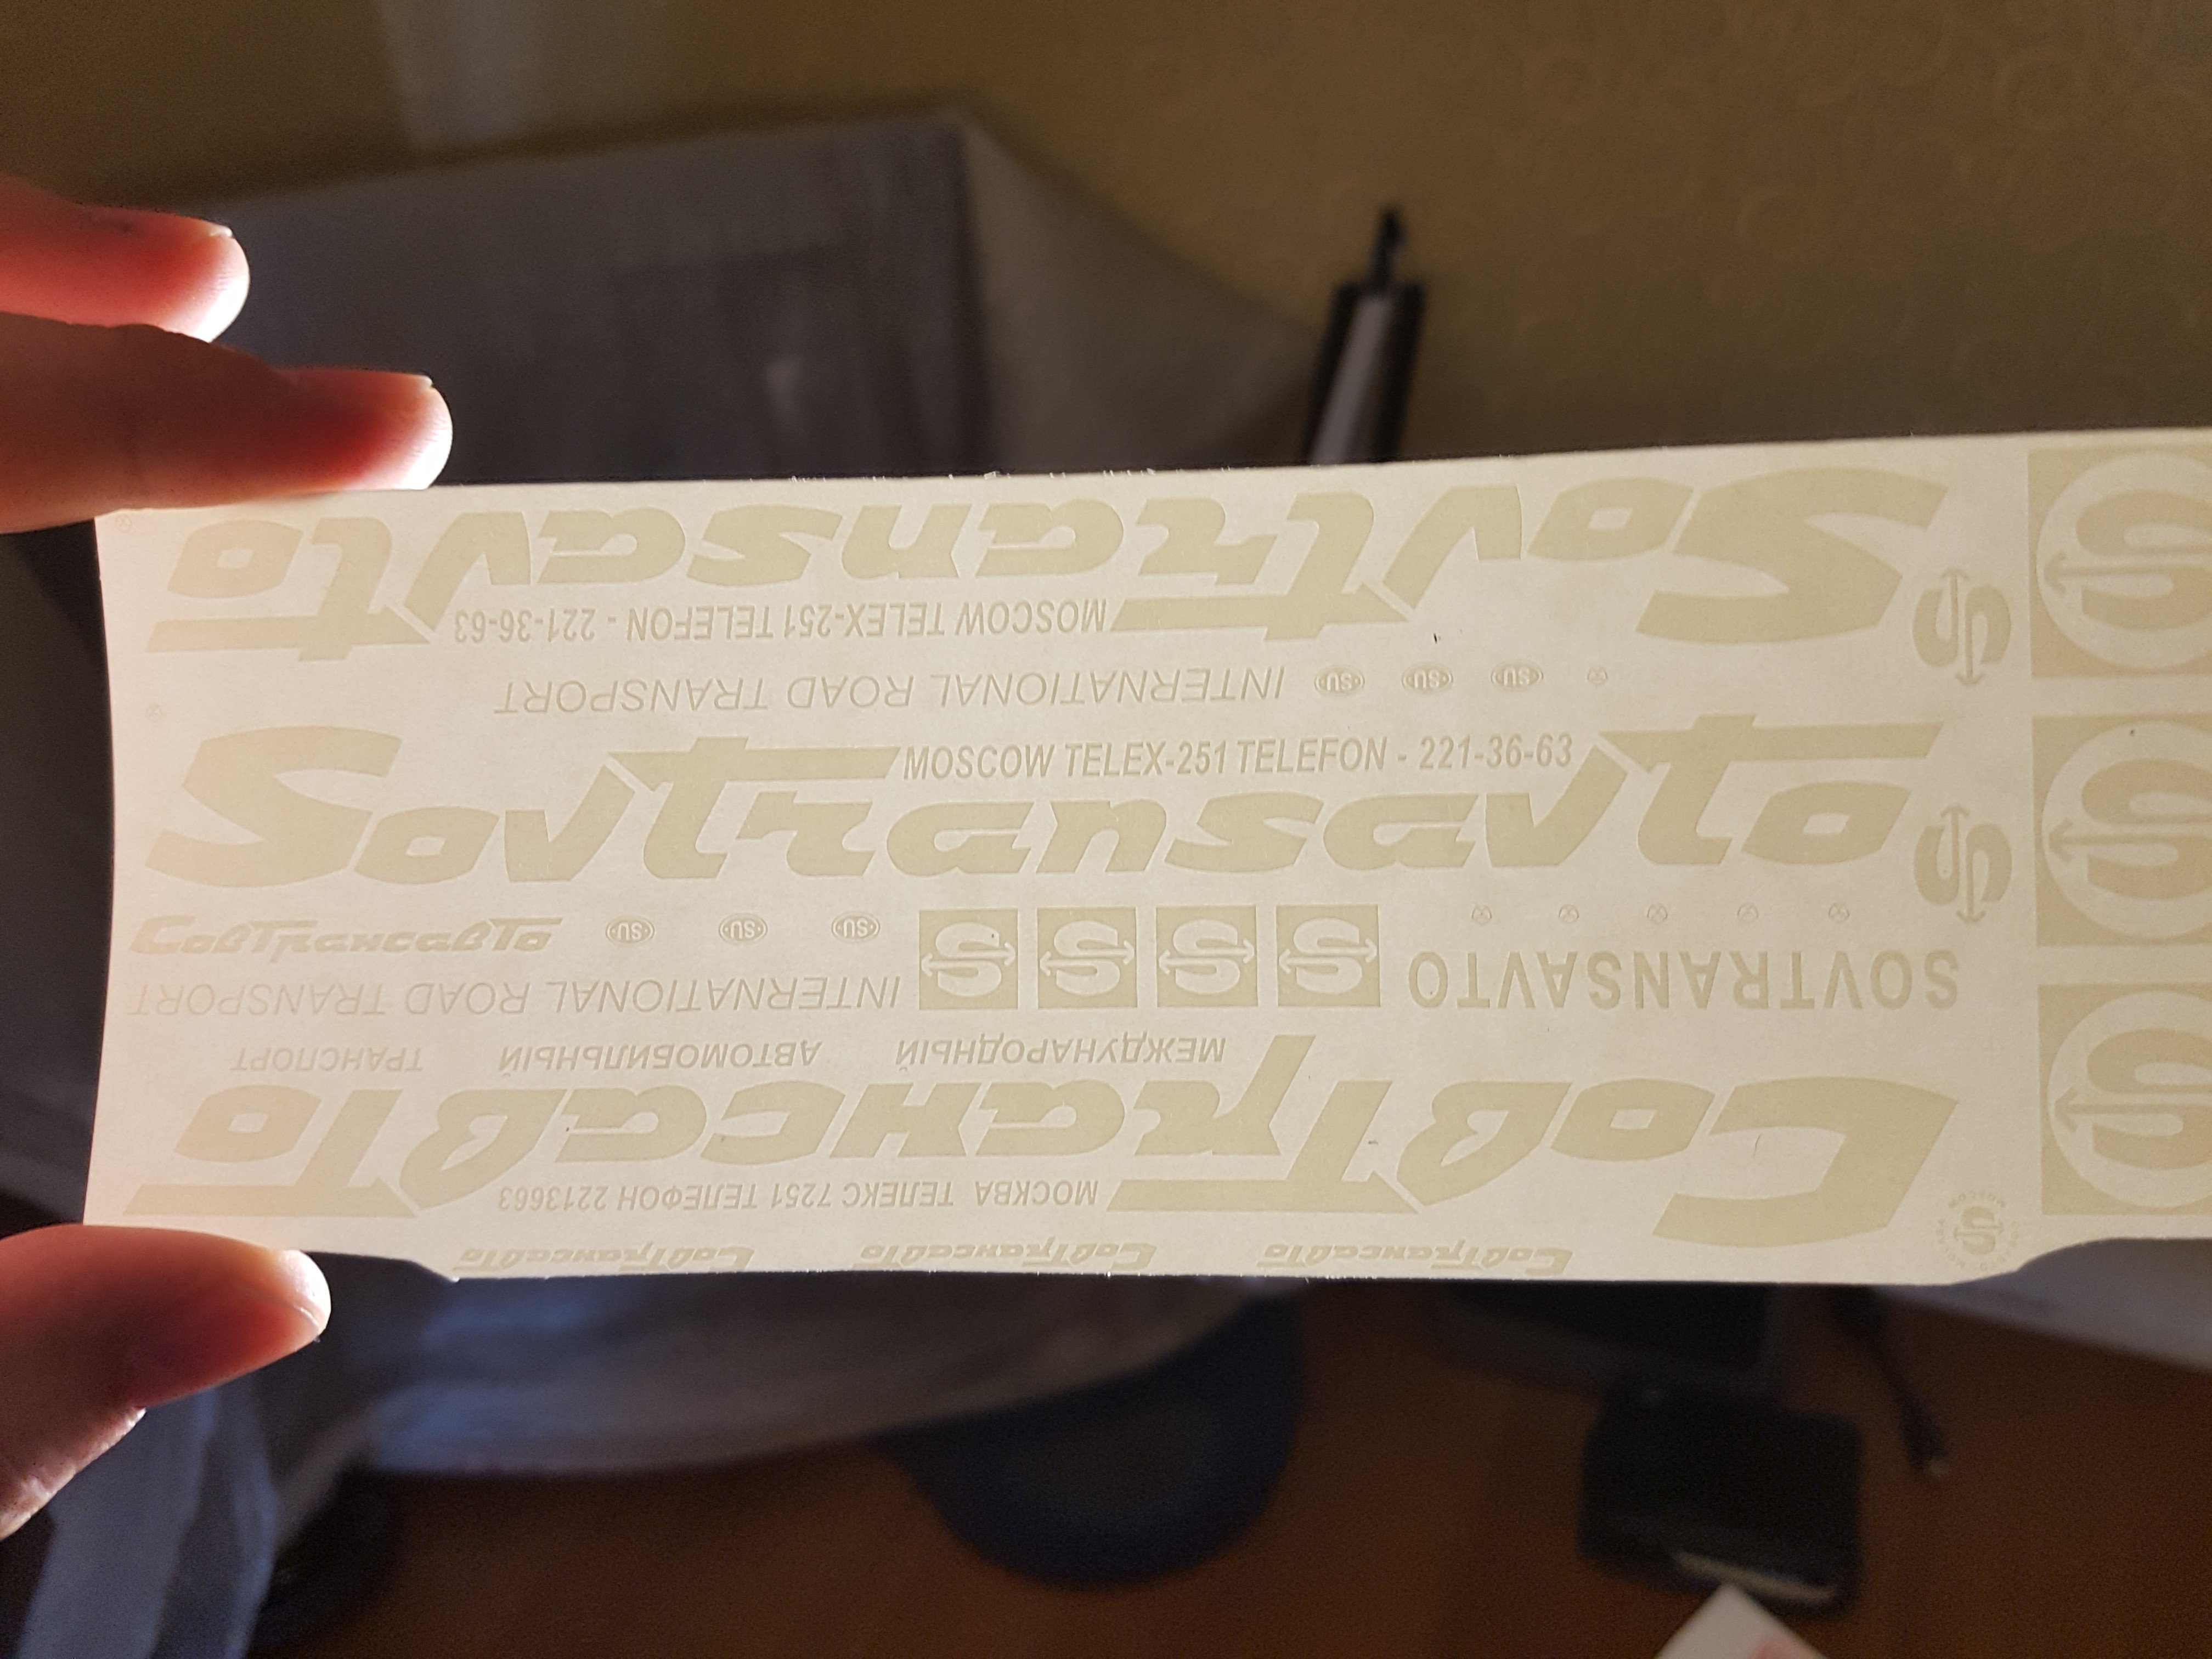 Sovtransavto
MOSCOW TELEX-251 TELEFON - 221-36-63
INTERNATIONAL ROAD TRANSPORT
SU SU SU
MOSCOW TELEX-251 TELEFON - 221-36-63
Sovtransavto
СовТрансавТо
SU SU SU
SOVTRANSAVTO
INTERNATIONAL ROAD TRANSPORT
МЕЖДУНАРОДНЫЙ АВТОМОБИЛЬНЫЙ ТРАНСПОРТ
СовТрансавТо
МОСКВА ТЕЛЕКС 7251 ТЕЛЕФОН 2213663
СовТрансавТо СовТрансавТо СовТрансавТо